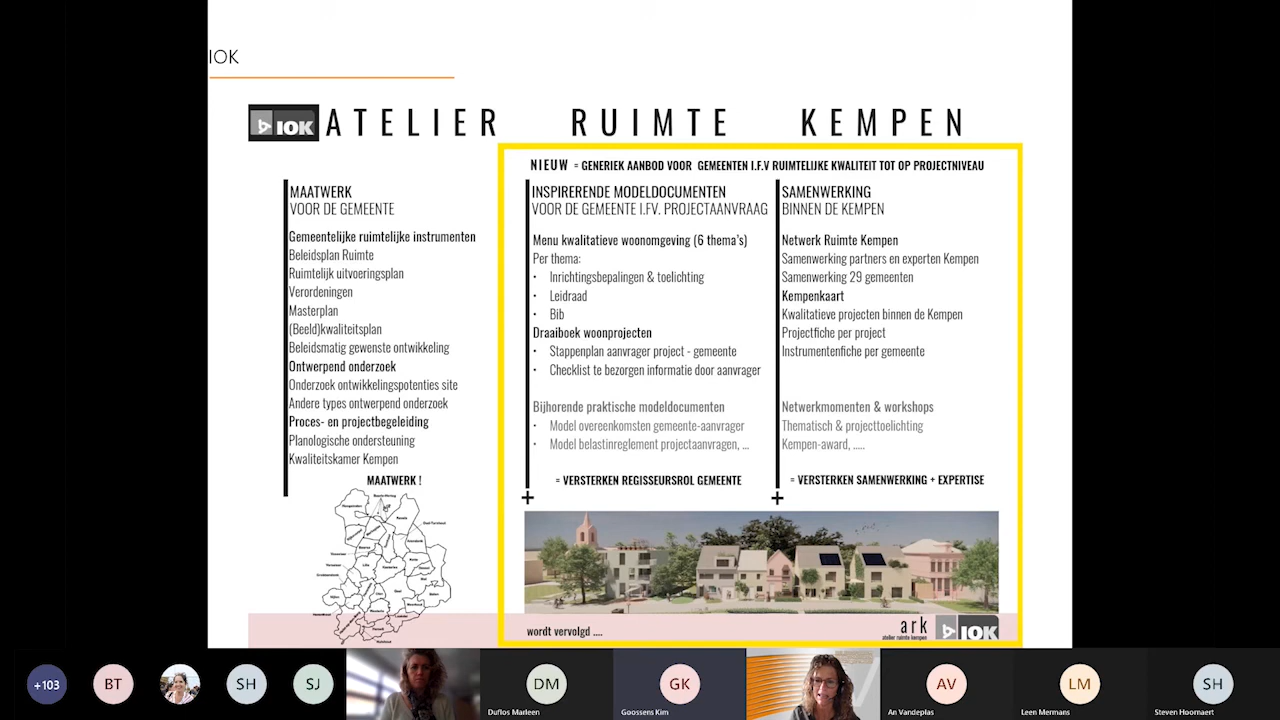 IOK
IOK ATELIER RUIMTE KEMPEN
NIEUW = GENERIEK AANBOD VOOR GEMEENTEN I.F.V RUIMTELIJKE KWALITEIT TOT OP PROJECTNIVEAU
MAATWERK
VOOR DE GEMEENTE
Gemeentelijke ruimtelijke instrumenten
Beleidsplan Ruimte
Ruimtelijk uitvoeringsplan
Verordeningen
Masterplan
(Beeld)kwaliteitsplan
Beleidsmatig gewenste ontwikkeling
Ontwerpend onderzoek
Onderzoek ontwikkelingspotenties site
Andere types ontwerpend onderzoek
Proces- en projectbegeleiding
Planologische ondersteuning
Kwaliteitskamer Kempen
MAATWERK !
INSPIRERENDE MODELDOCUMENTEN
VOOR DE GEMEENTE I.FV. PROJECTAANVRAAG
Menu kwalitatieve woonomgeving (6 thema's)
Per thema:
• Inrichtingsbepalingen & toelichting
• Leidraad
• Bib
Draaiboek woonprojecten
• Stappenplan aanvrager project - gemeente
• Checklist te bezorgen informatie door aanvrager
Bijhorende praktische modeldocumenten
• Model overeenkomsten gemeente-aanvrager
• Model belastinreglement projectaanvragen, ...
= VERSTERKEN REGISSEURSROL GEMEENTE
+
SAMENWERKING
BINNEN DE KEMPEN
Netwerk Ruimte Kempen
Samenwerking partners en experten Kempen
Samenwerking 29 gemeenten
Kempenkaart
Kwalitatieve projecten binnen de Kempen
Projectfiche per project
Instrumentenfiche per gemeente
Netwerkmomenten & workshops
Thematisch & projecttoelichting
Kempen-award, .....
= VERSTERKEN SAMENWERKING + EXPERTISE
+
wordt vervolgd ....
ark
atelier ruimte kempen
IOK
+103
BT
SH
SJ
DM
Duflos Marleen
GK
Goossens Kim
AV
An Vandeplas
LM
Leen Mermans
SH
Steven Hoornaert